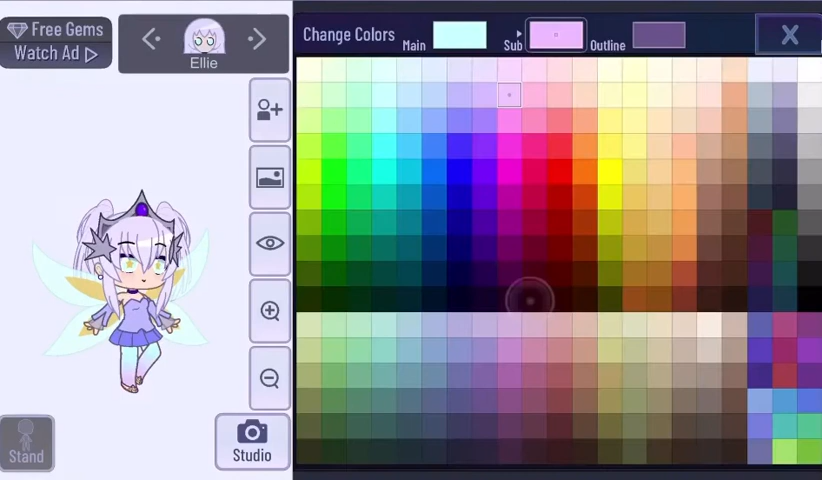 Free Gems
Watch Ad
Ellie
Change Colors
Main
Sub
Outline
X
Stand
Studio